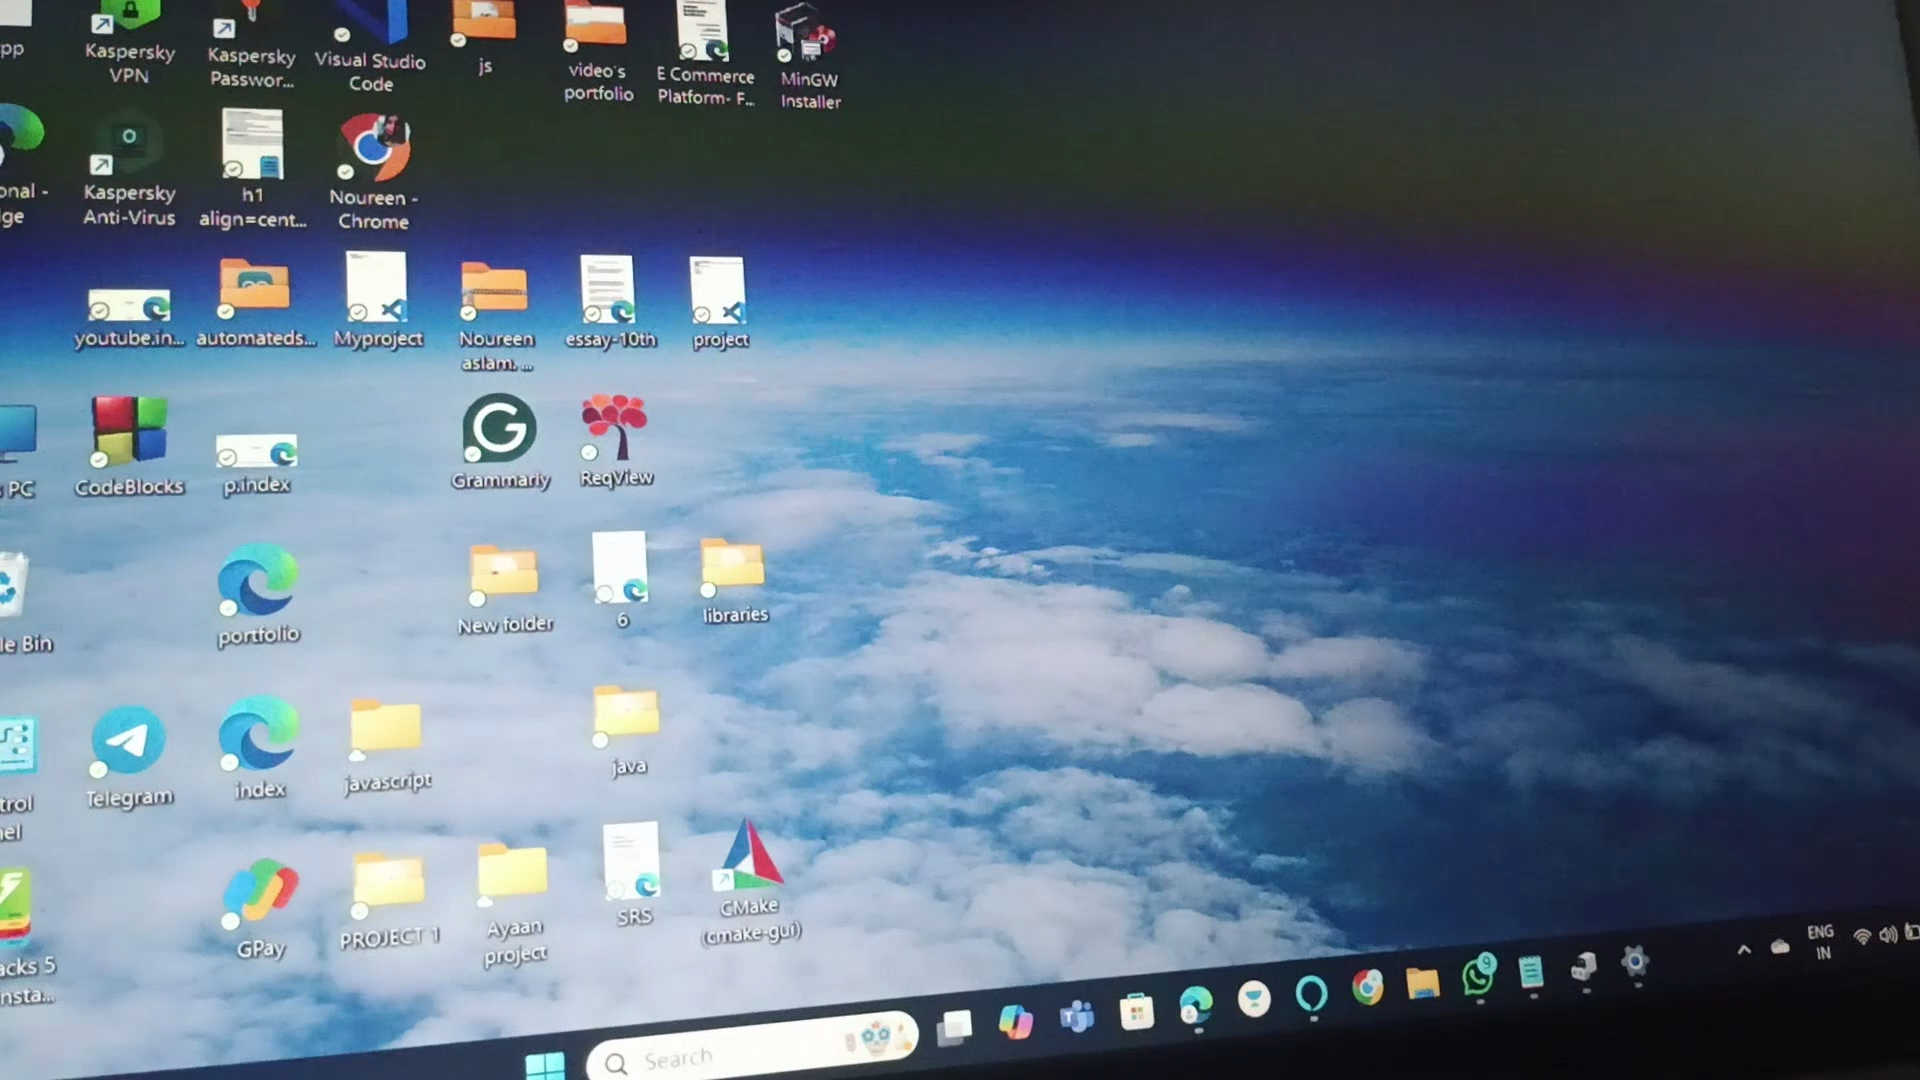 pp
Kaspersky
VPN
Kaspersky
Passwor...
Visual Studio
Code
js
video's
portfolio
E Commerce
Platform- F...
MinGW
Installer
onal -
ge
Kaspersky
Anti-Virus
h1
align=cent...
Noureen -
Chrome
youtube.in...
automateds...
Myproject
Noureen
aslam. ...
essay-10th
project
PC
CodeBlocks
p.index
Grammarly
ReqView
le Bin
portfolio
New folder
6
libraries
trol
nel
Telegram
index
javascript
java
acks 5
nsta...
GPay
PROJECT 1
Ayaan
project
SRS
CMake
(cmake-gui)
Search
9
ENG
IN